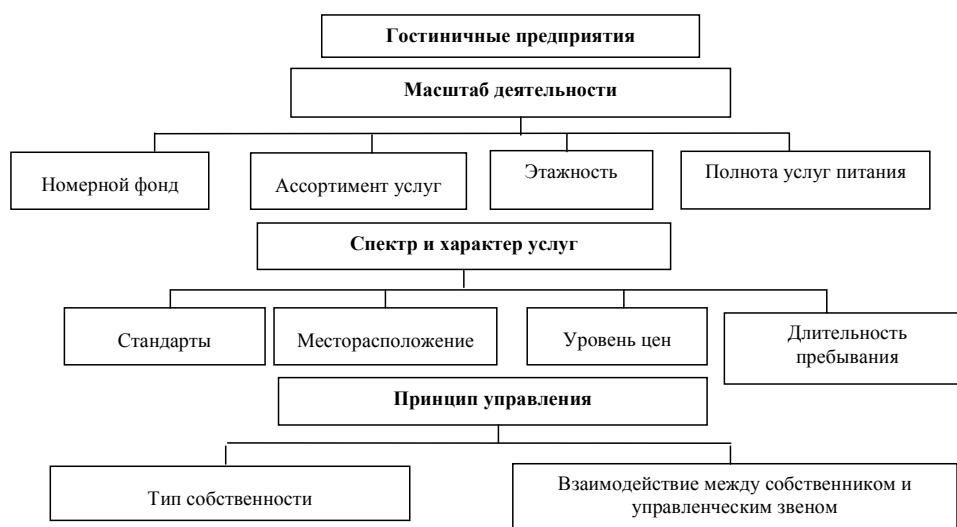 Гостиничные предприятия
Масштаб деятельности
Номерной фонд
Ассортимент услуг
Этажность
Полнота услуг питания
Спектр и характер услуг
Стандарты
Месторасположение
Уровень цен
Длительность
пребывания
Принцип управления
Тип собственности
Взаимодействие между собственником и
управленческим звеном